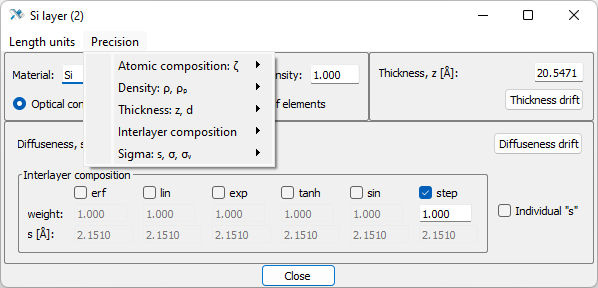 Si layer (2)
Length units Precision
Material: Si
Atomic composition: ζ
Density: ρ, ρₚ
Thickness: z, d
Interlayer composition
Sigma: s, σ, σᵥ
nsity: 1.000
Optical con
f elements
Thickness, z [Å]: 20.5471
Thickness drift
Diffuseness, s
Diffuseness drift
Interlayer composition
erf lin exp tanh sin step
weight: 1.000 1.000 1.000 1.000 1.000 1.000
s [Å] 2.1510 2.1510 2.1510 2.1510 2.1510 2.1510
Individual "s"
Close